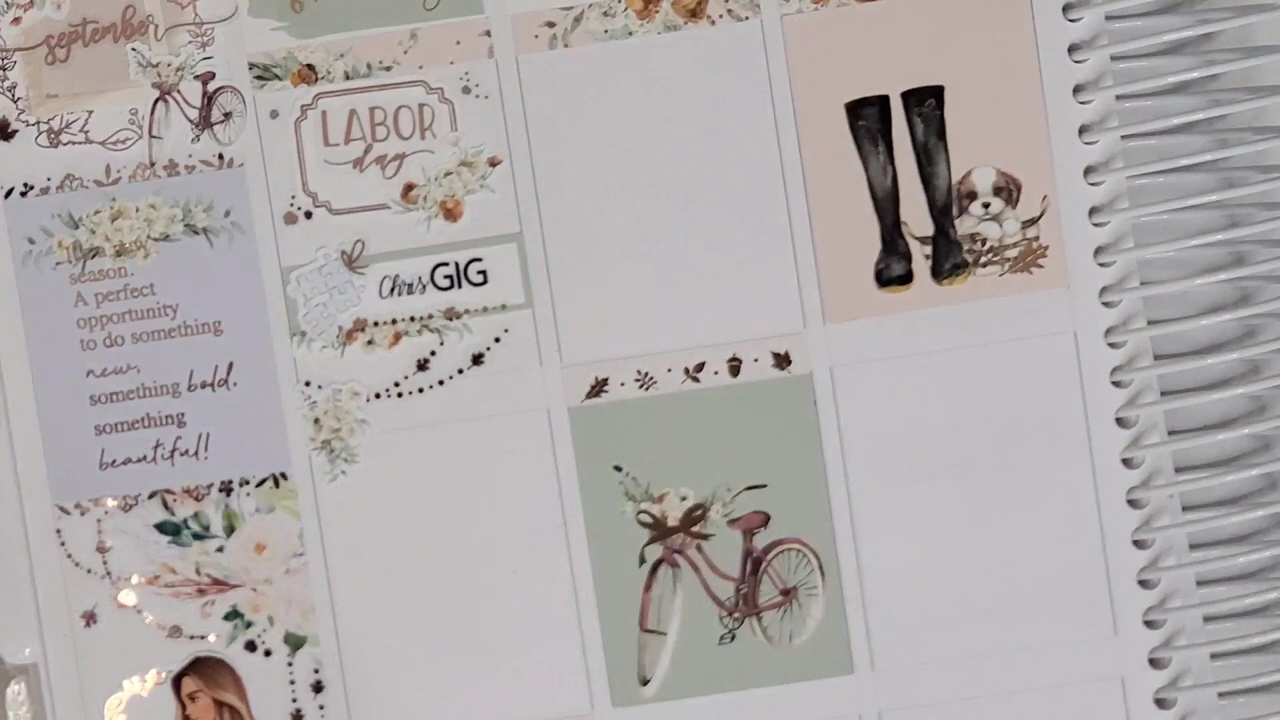 september
LABOR
day
Chris GIG
season.
A perfect
opportunity
to do something
new,
something bold.
something
beautiful!